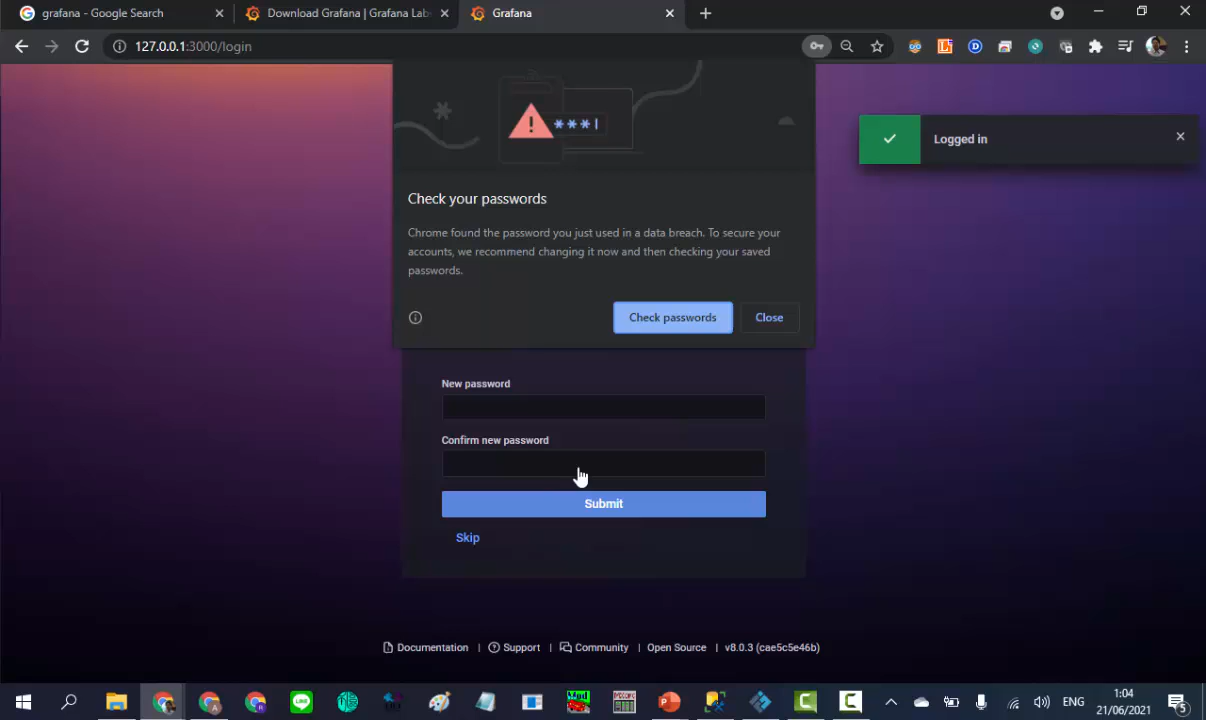 grafana - Google Search
Download Grafana | Grafana Labs
Grafana
127.0.0.1:3000/login
***|
Logged in
Check your passwords
Chrome found the password you just used in a data breach. To secure your
accounts, we recommend changing it now and then checking your saved
passwords.
Check passwords
Close
New password
Confirm new password
Submit
Skip
Documentation | Support | Community | Open Source | v8.0.3 (cae5c5e46b)
ENG
1:04
21/06/2021
5